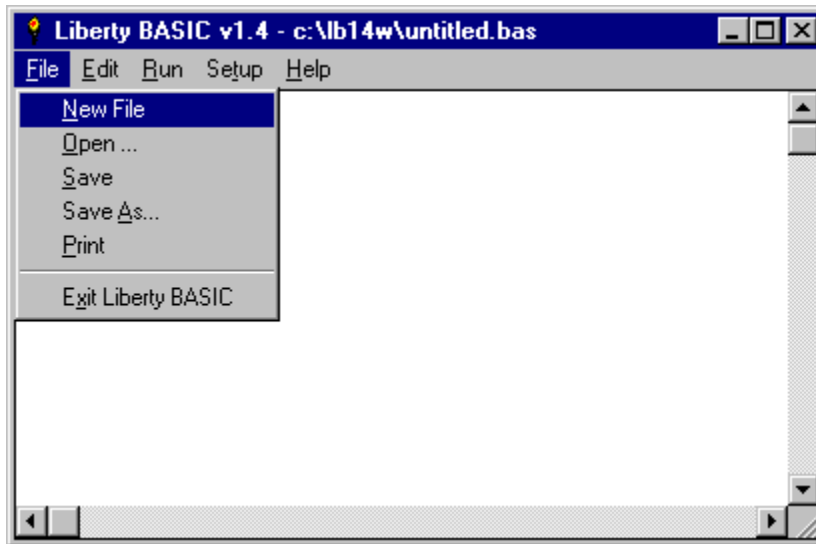 Liberty BASIC v1.4 - c:\lb14w\untitled.bas
File Edit Run Setup Help
New File
Open ...
Save
Save As...
Print
Exit Liberty BASIC